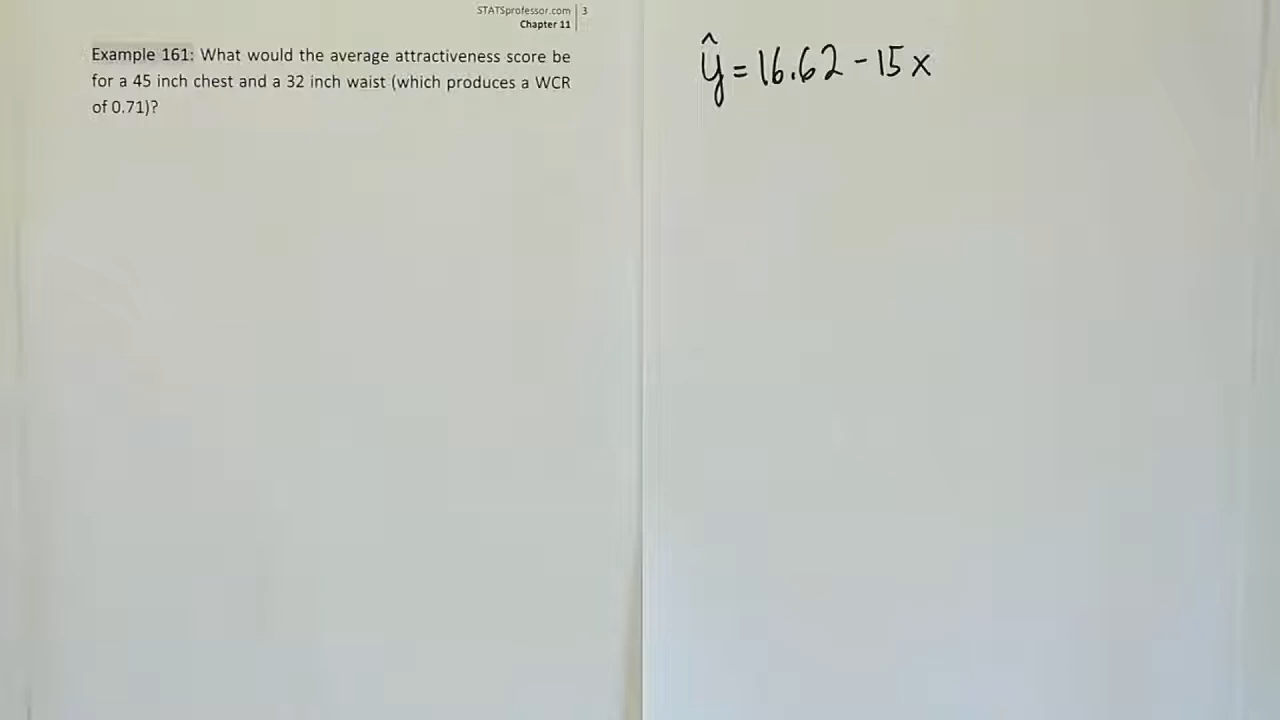 STATSprofessor.com 3
Chapter 11
Example 161: What would the average attractiveness score be
for a 45 inch chest and a 32 inch waist (which produces a WCR
of 0.71)?
ŷ = 16.62 - 15x